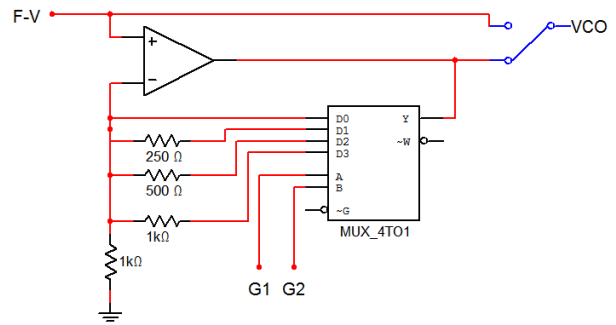 F-V
VCO
+
−
D0
D1
D2
D3
A
B
~G
Y
~W
MUX_4TO1
250 Ω
500 Ω
1kΩ
1kΩ
G1
G2